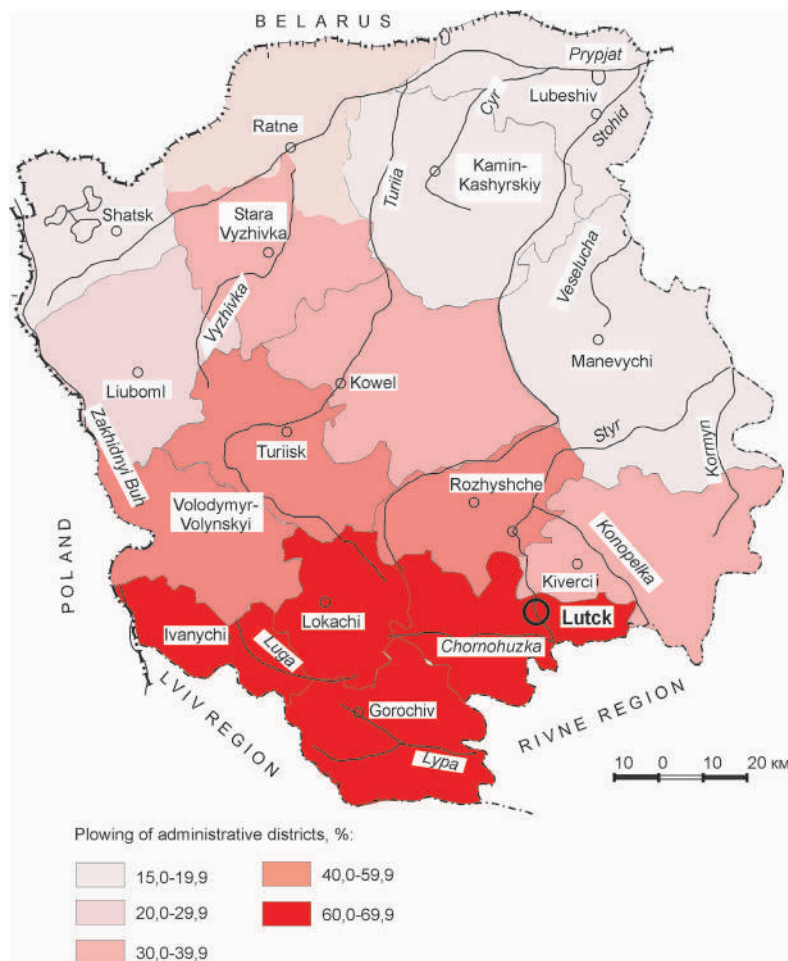 BELARUS
Prypjat
Lubeshiv
Cyr
Stohid
Ratne
Turiia
Kamin-
Kashyrskiy
Shatsk
Stara
Vyzhivka
Veselucha
Vyzhivka
Manevychi
Liuboml
Kowel
Zakhidnyi Buh
Turiisk
Styr
Kormyn
Rozhyshche
Volodymyr-
Volynskyi
Konopelka
POLAND
Kiverci
Lokachi
Lutck
Ivanychi
Luga
Chornohuzka
LVIV REGION
Gorochiv
RIVNE REGION
Lypa
10 0 10 20 км
Plowing of administrative districts, %:
15,0-19,9
40,0-59,9
20,0-29,9
60,0-69,9
30,0-39,9